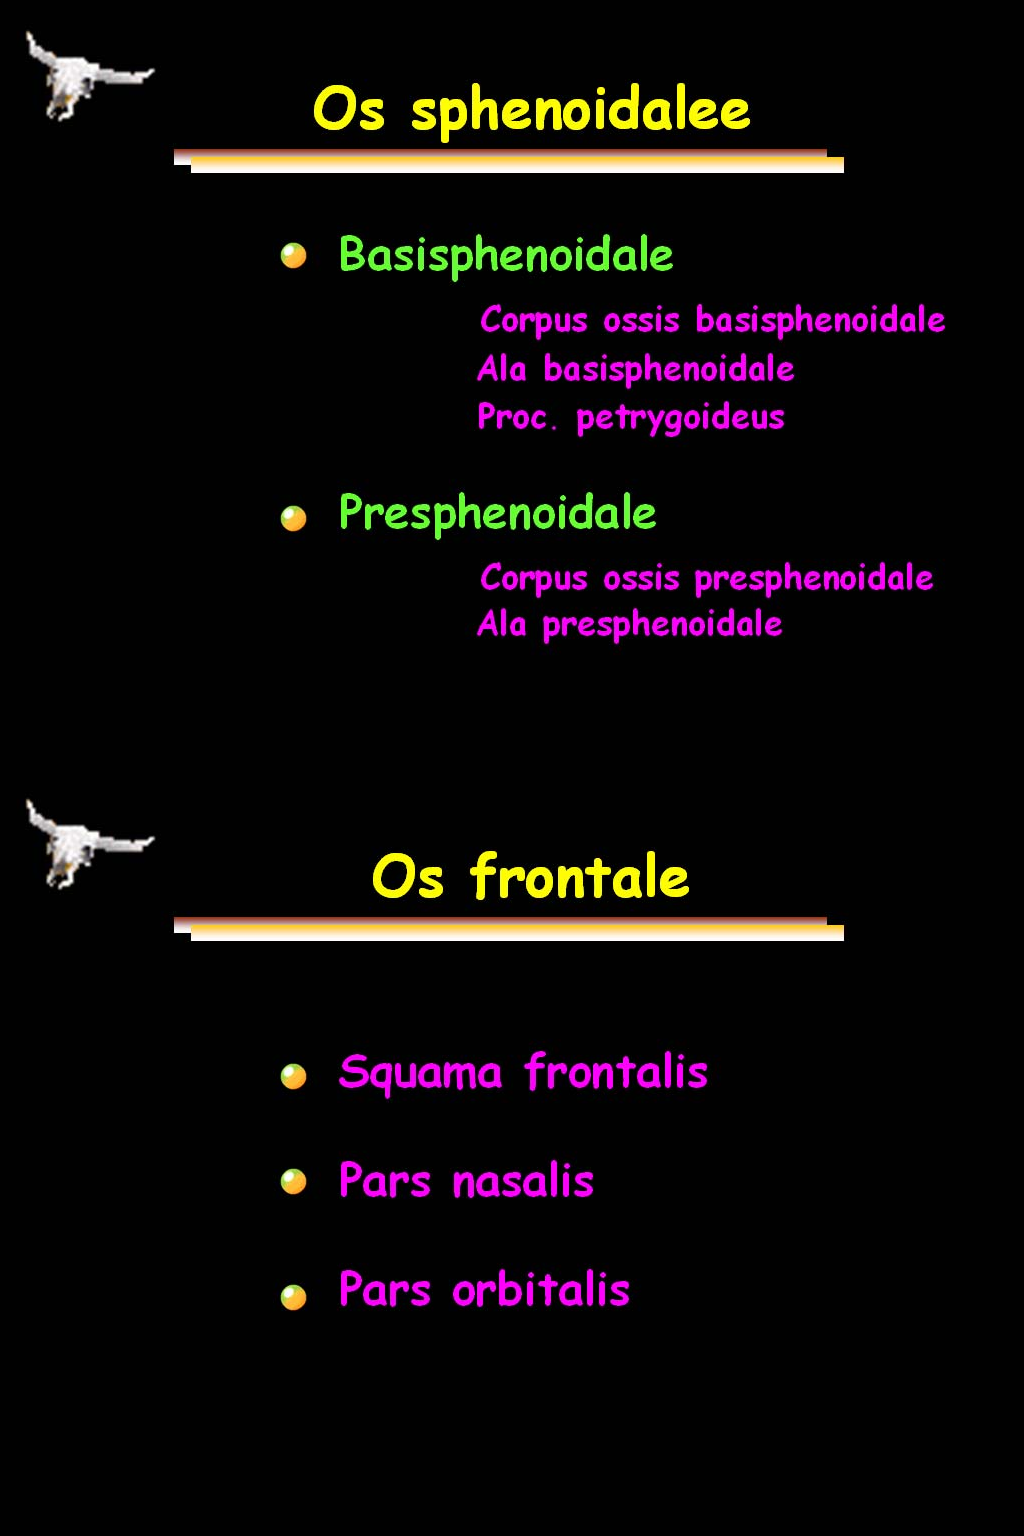 Os sphenoidalee
Basisphenoidale
Corpus ossis basisphenoidale
Ala basisphenoidale
Proc. petrygoideus
Presphenoidale
Corpus ossis presphenoidale
Ala presphenoidale
Os frontale
Squama frontalis
Pars nasalis
Pars orbitalis